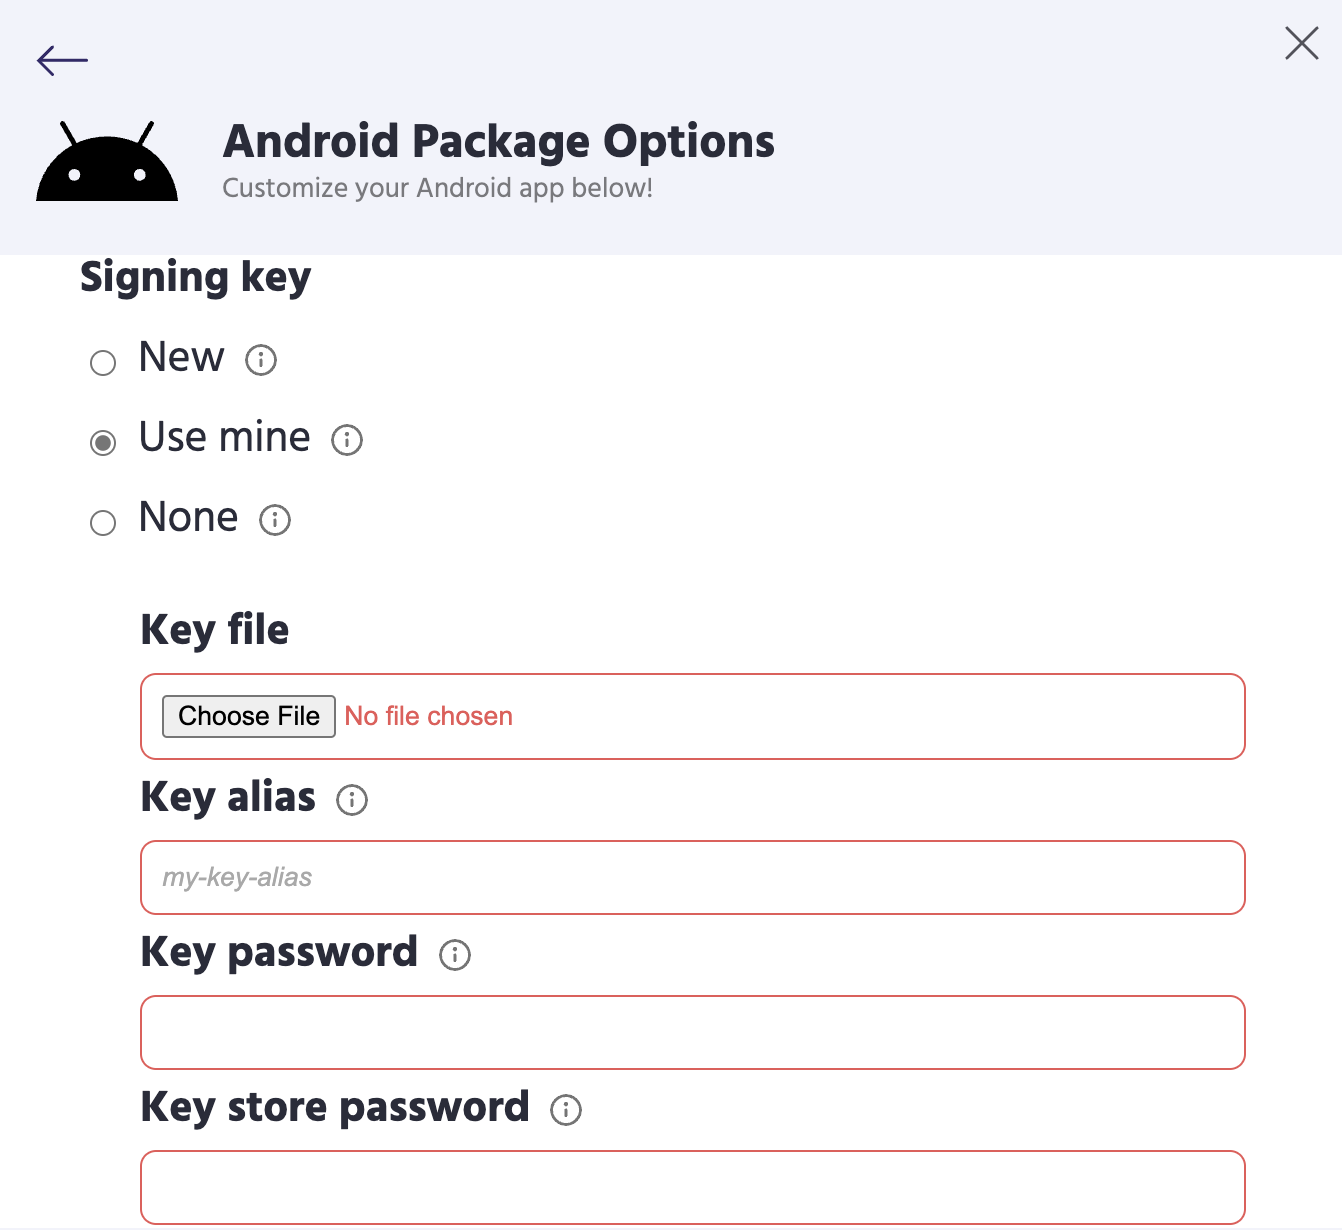 Android Package Options
Customize your Android app below!
Signing key
New
Use mine
None
Key file
Choose File No file chosen
Key alias
my-key-alias
Key password
Key store password